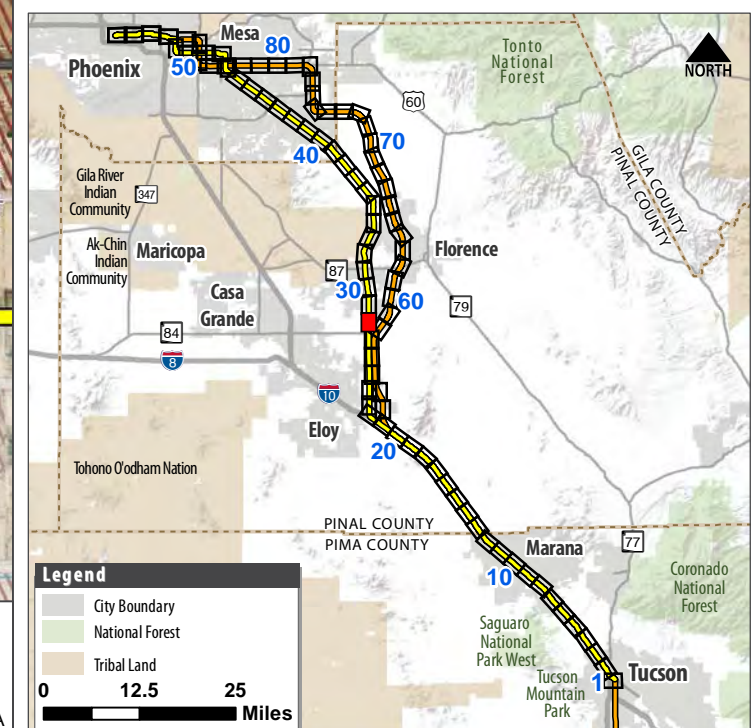 Mesa
80
Tonto
National
Forest
NORTH
Phoenix
50
60
70
40
GILA COUNTY
PINAL COUNTY
Gila River
Indian
Community
347
Ak-Chin
Indian
Community
Maricopa
Florence
87
30
60
Casa
Grande
79
84
8
10
Eloy
20
Tohono O'odham Nation
PINAL COUNTY
PIMA COUNTY
Marana
77
10
Coronado
National
Forest
Saguaro
National
Park West
Tucson
Mountain
Park
1
Tucson
Legend
City Boundary
National Forest
Tribal Land
0 12.5 25
Miles
A